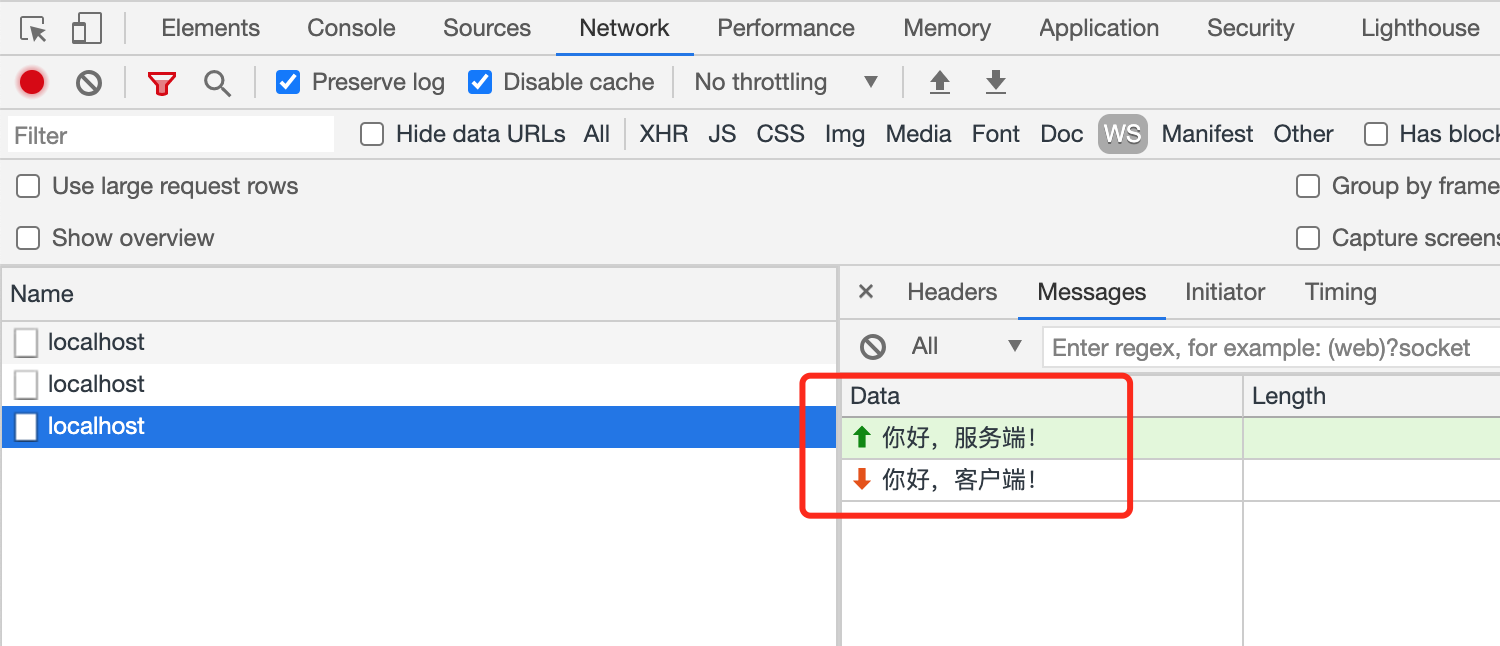 Elements Console Sources Network Performance Memory Application Security Lighthouse
Preserve log Disable cache No throttling
Filter Hide data URLs All XHR JS CSS Img Media Font Doc WS Manifest Other Has block
Use large request rows Group by frame
Show overview Capture screens
Name Headers Messages Initiator Timing
localhost All Enter regex, for example: (web)?socket
localhost Data Length
localhost 你好，服务端！
你好，客户端！